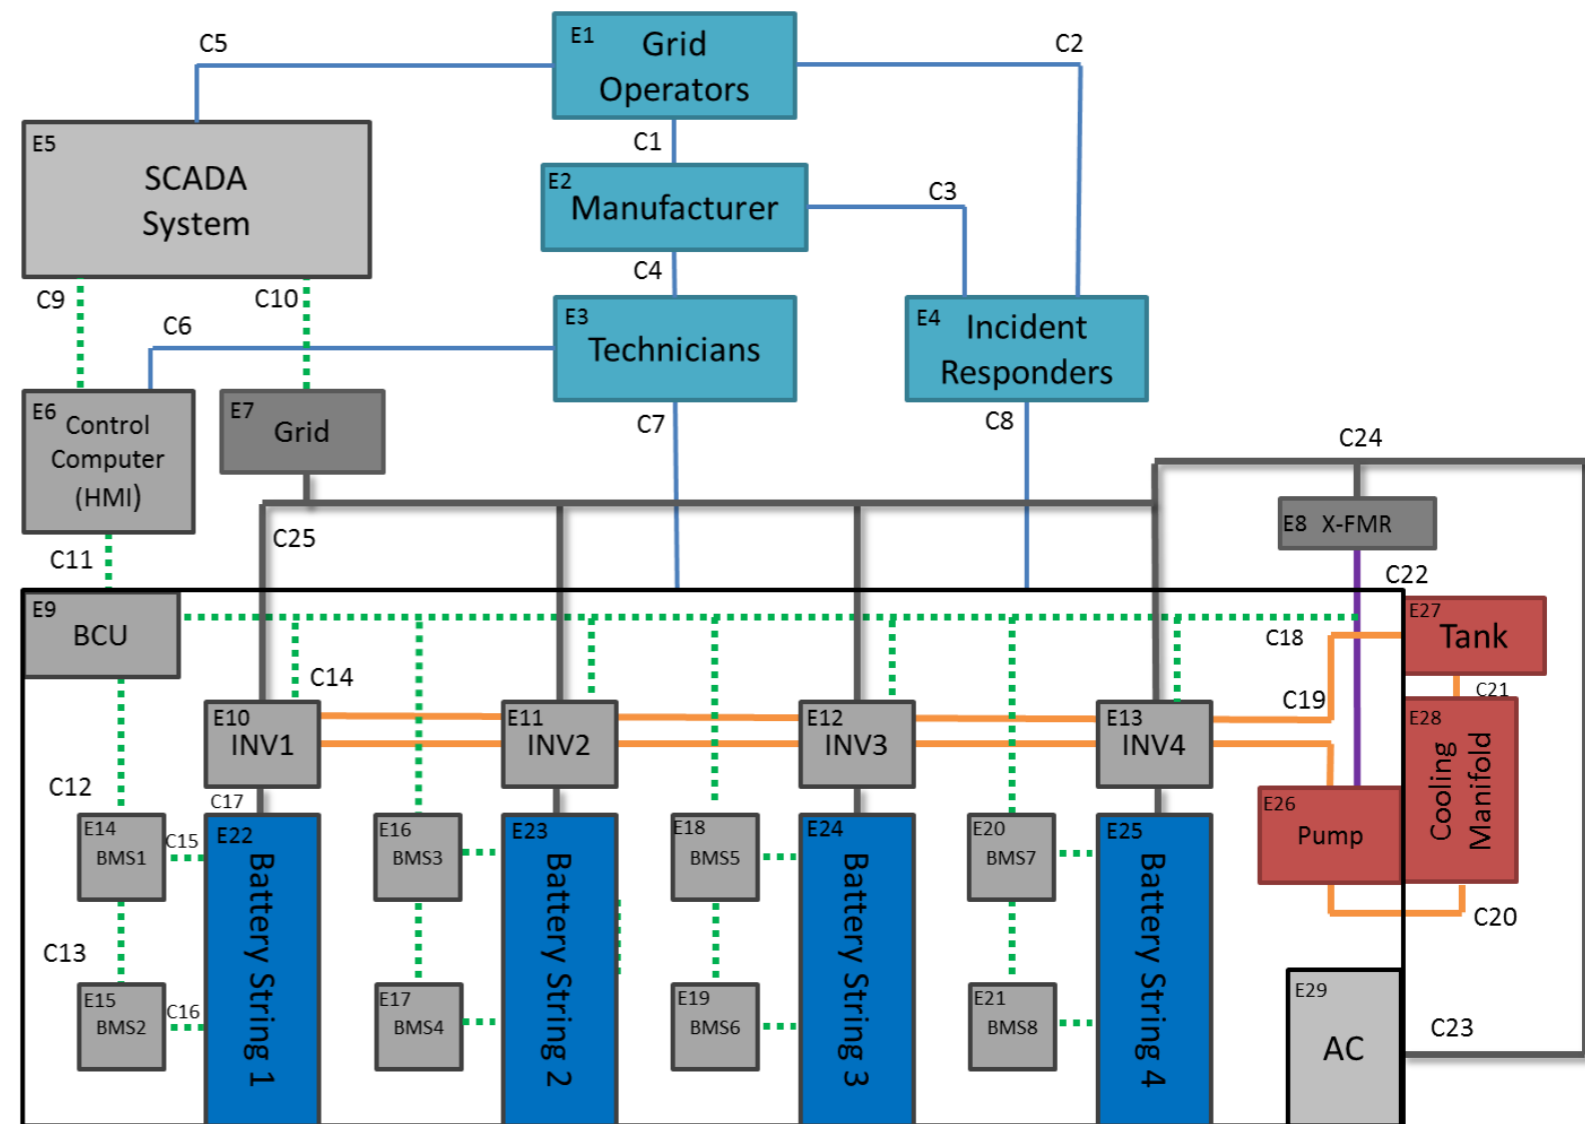 C5
E1
Grid
Operators
C2
E5
SCADA
System
C1
E2
Manufacturer
C3
C4
C9
C10
C6
E3
Technicians
E4
Incident
Responders
E6
Control
Computer
(HMI)
E7
Grid
C7
C8
C24
C25
E8 X-FMR
C11
C22
E9
BCU
E27
Tank
C18
C14
C21
C19
E10
INV1
E11
INV2
E12
INV3
E13
INV4
E28
Cooling
Manifold
C12
C17
E26
Pump
E14
BMS1
C15
E22
Battery String 1
E16
BMS3
E23
Battery String 2
E18
BMS5
E24
Battery String 3
E20
BMS7
E25
Battery String 4
C20
C13
E15
BMS2
C16
E17
BMS4
E19
BMS6
E21
BMS8
E29
AC
C23